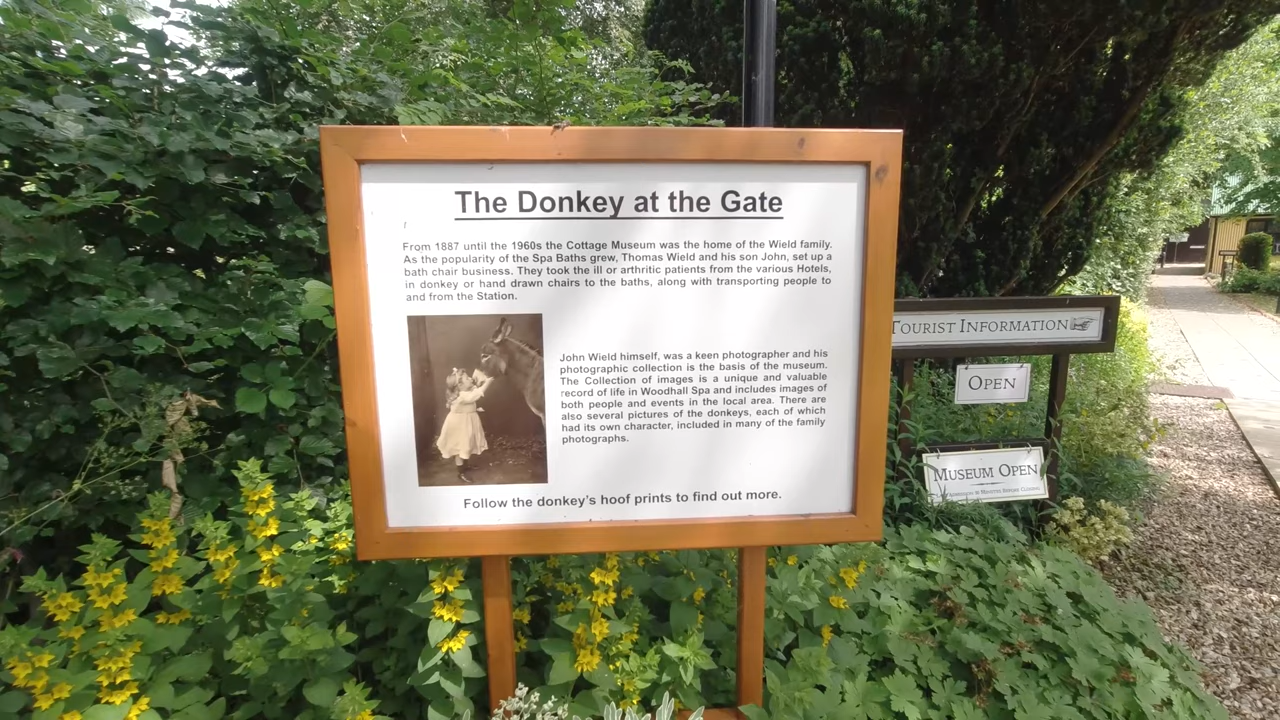 The Donkey at the Gate
From 1887 until the 1960s the Cottage Museum was the home of the Wield family.
As the popularity of the Spa Baths grew, Thomas Wield and his son John, set up a
bath chair business. They took the ill or arthritic patients from the various Hotels,
in donkey or hand drawn chairs to the baths, along with transporting people to
and from the Station.
John Wield himself, was a keen photographer and his
photographic collection is the basis of the museum.
The Collection of images is a unique and valuable
record of life in Woodhall Spa and includes images of
both people and events in the local area. There are
also several pictures of the donkeys, each of which
had its own character, included in many of the family
photographs.
Follow the donkey's hoof prints to find out more.
TOURIST INFORMATION
OPEN
MUSEUM OPEN